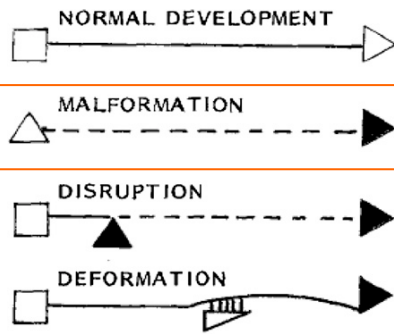 NORMAL DEVELOPMENT
MALFORMATION
DISRUPTION
DEFORMATION